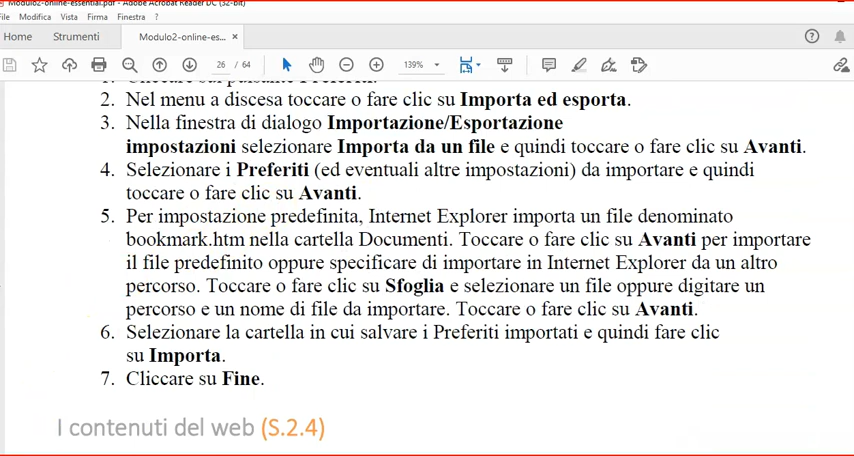 Modulo2-online-essential.pdf - Adobe Acrobat Reader DC (32-bit)
File Modifica Vista Firma Finestra ?
Home Strumenti Modulo2-online-es... ×
26 / 64 139%
1. Cliccare sul pulsante Preferiti.
2. Nel menu a discesa toccare o fare clic su Importa ed esporta.
3. Nella finestra di dialogo Importazione/Esportazione
impostazioni selezionare Importa da un file e quindi toccare o fare clic su Avanti.
4. Selezionare i Preferiti (ed eventuali altre impostazioni) da importare e quindi
toccare o fare clic su Avanti.
5. Per impostazione predefinita, Internet Explorer importa un file denominato
bookmark.htm nella cartella Documenti. Toccare o fare clic su Avanti per importare
il file predefinito oppure specificare di importare in Internet Explorer da un altro
percorso. Toccare o fare clic su Sfoglia e selezionare un file oppure digitare un
percorso e un nome di file da importare. Toccare o fare clic su Avanti.
6. Selezionare la cartella in cui salvare i Preferiti importati e quindi fare clic
su Importa.
7. Cliccare su Fine.
I contenuti del web (S.2.4)